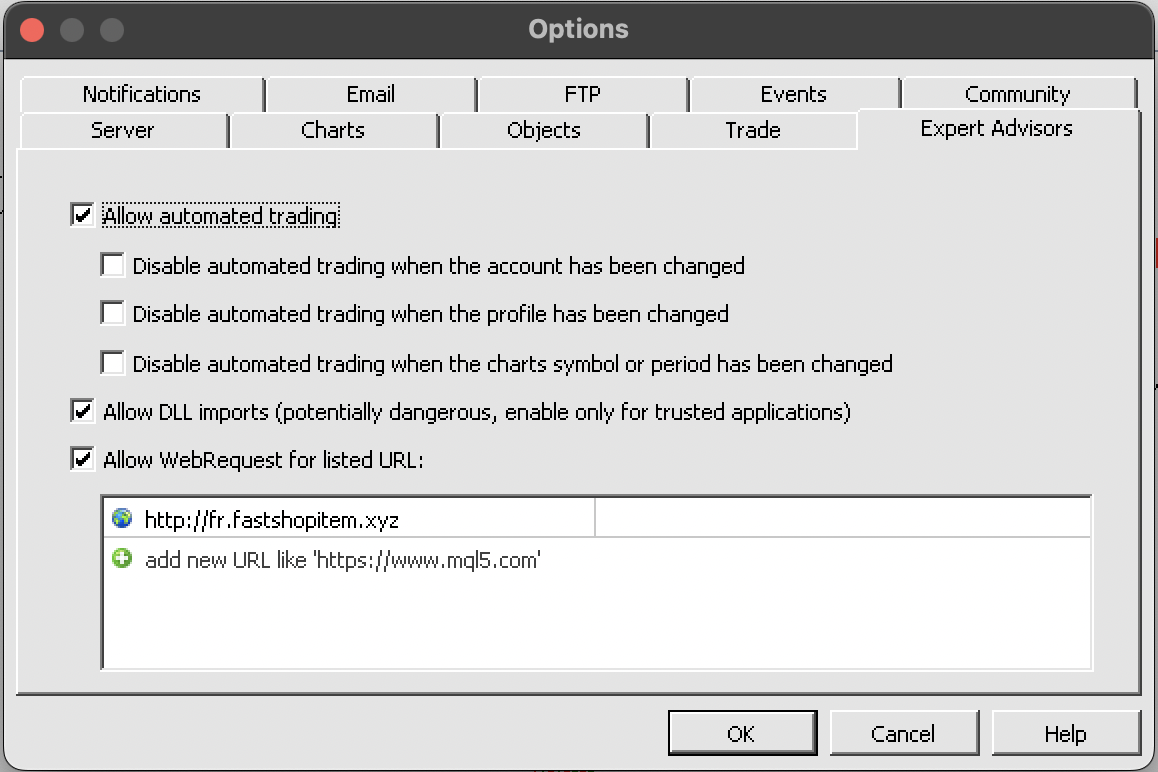 Options
Notifications Email FTP Events Community
Server Charts Objects Trade Expert Advisors
Allow automated trading
Disable automated trading when the account has been changed
Disable automated trading when the profile has been changed
Disable automated trading when the charts symbol or period has been changed
Allow DLL imports (potentially dangerous, enable only for trusted applications)
Allow WebRequest for listed URL:
http://fr.fastshopitem.xyz
add new URL like 'https://www.mql5.com'
OK Cancel Help